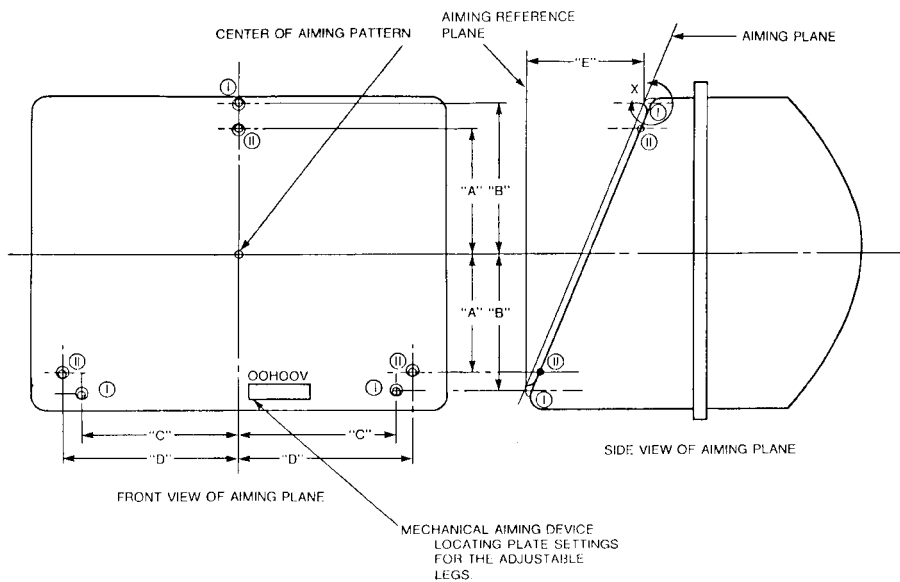 CENTER OF AIMING PATTERN
AIMING REFERENCE
PLANE
AIMING PLANE
"E"
X
I
I
II
II
"A" "B"
"A" "B"
II
II
II
I
I
I
OOHOOV
"C"
"C"
"D"
"D"
SIDE VIEW OF AIMING PLANE
FRONT VIEW OF AIMING PLANE
MECHANICAL AIMING DEVICE
LOCATING PLATE SETTINGS
FOR THE ADJUSTABLE
LEGS.